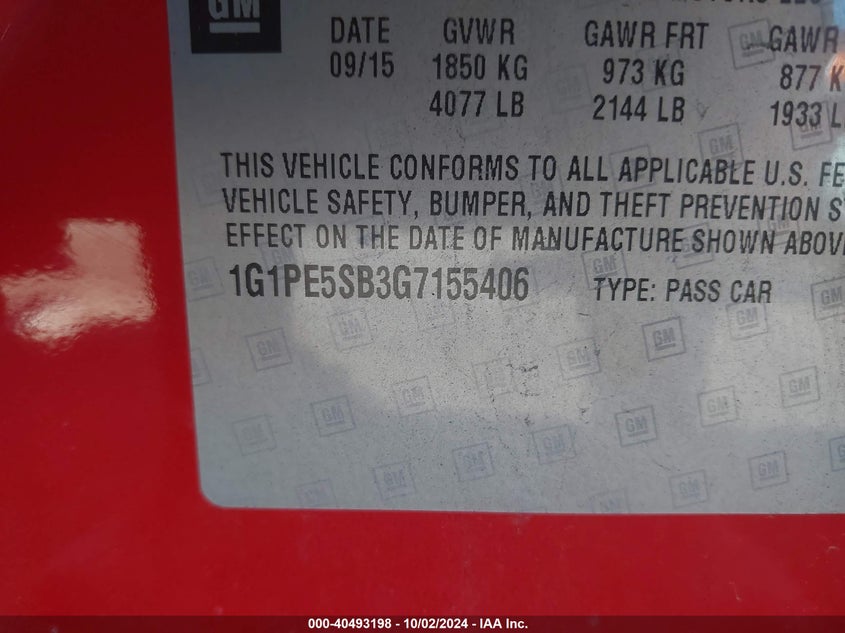 GM
DATE GVWR GAWR FRT GAWR
09/15 1850 KG 973 KG 877 K
4077 LB 2144 LB 1933 L
THIS VEHICLE CONFORMS TO ALL APPLICABLE U.S. FE
VEHICLE SAFETY, BUMPER, AND THEFT PREVENTION S
EFFECT ON THE DATE OF MANUFACTURE SHOWN ABOV
1G1PE5SB3G7155406 TYPE: PASS CAR
000-40493198 - 10/02/2024 - IAA Inc.